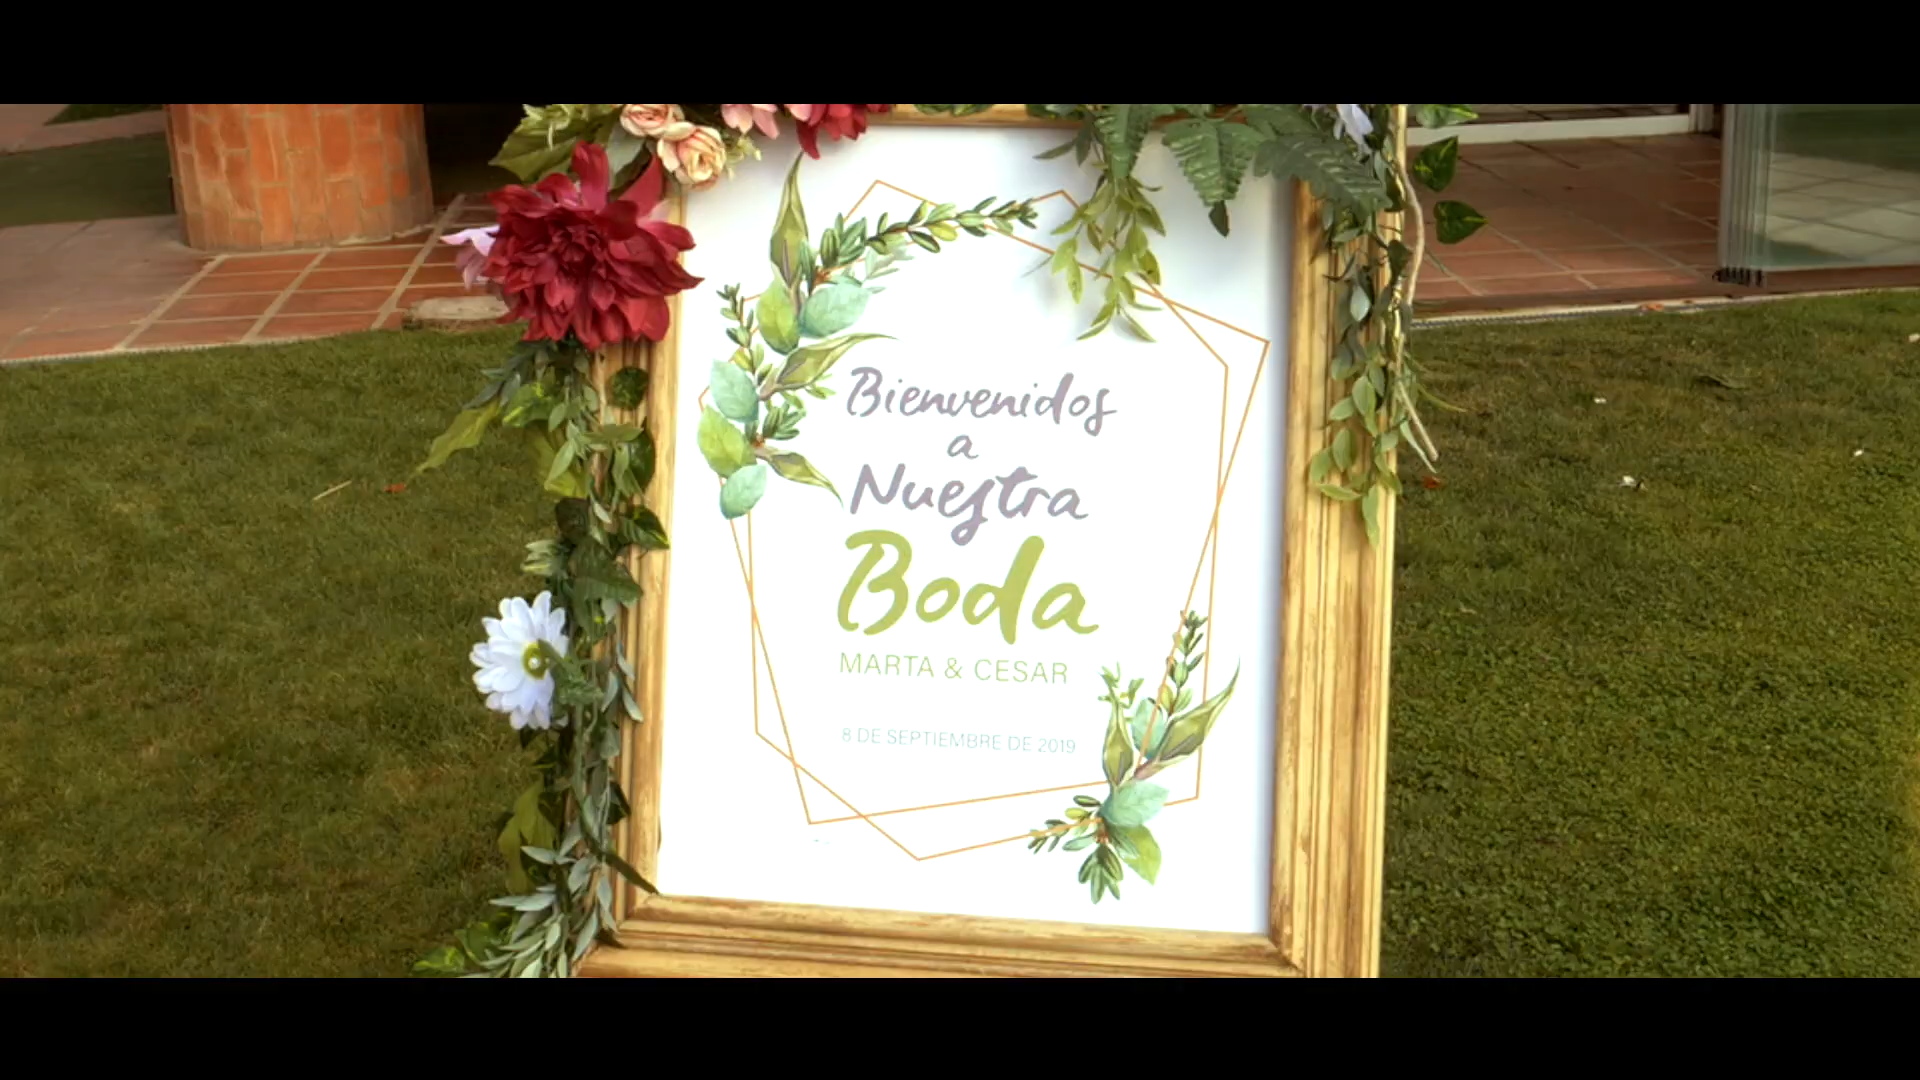 Bienvenidos
a
Nuestra
Boda
MARTA & CESAR
8 DE SEPTIEMBRE DE 2019